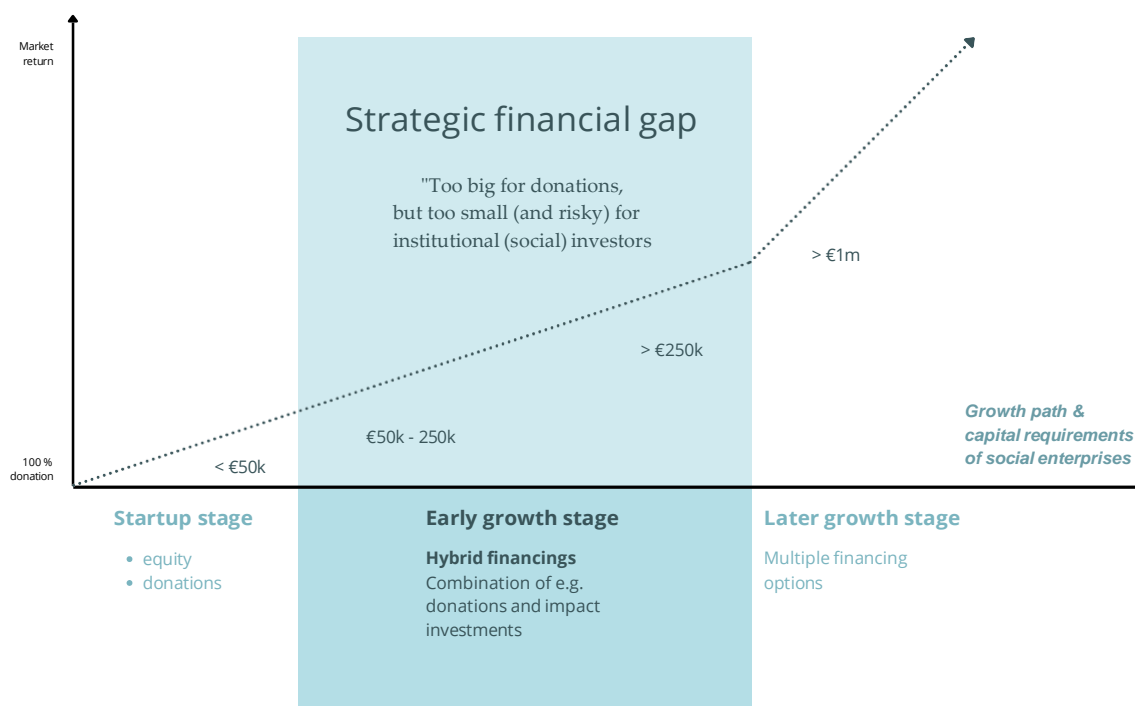 Market
return
Strategic financial gap
"Too big for donations,
but too small (and risky) for
institutional (social) investors
> €1m
> €250k
€50k - 250k
< €50k
100 %
donation
Growth path &
capital requirements
of social enterprises
Startup stage
• equity
• donations
Early growth stage
Hybrid financings
Combination of e.g.
donations and impact
investments
Later growth stage
Multiple financing
options